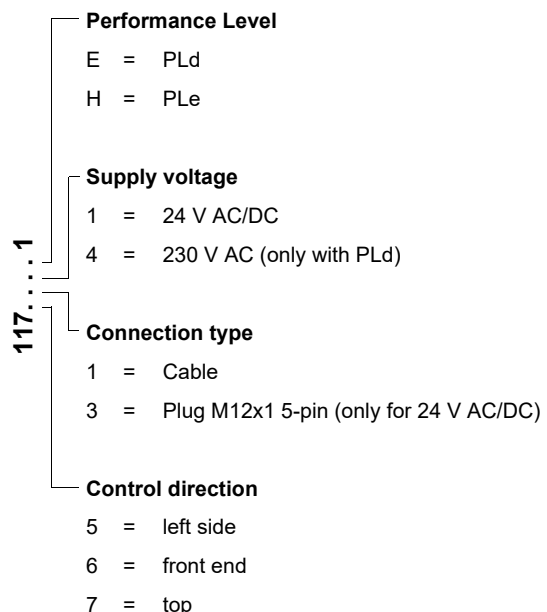 Performance Level
E = PLd
H = PLe
Supply voltage
1 = 24 V AC/DC
4 = 230 V AC (only with PLd)
117. . . . 1
Connection type
1 = Cable
3 = Plug M12x1 5-pin (only for 24 V AC/DC)
Control direction
5 = left side
6 = front end
7 = top